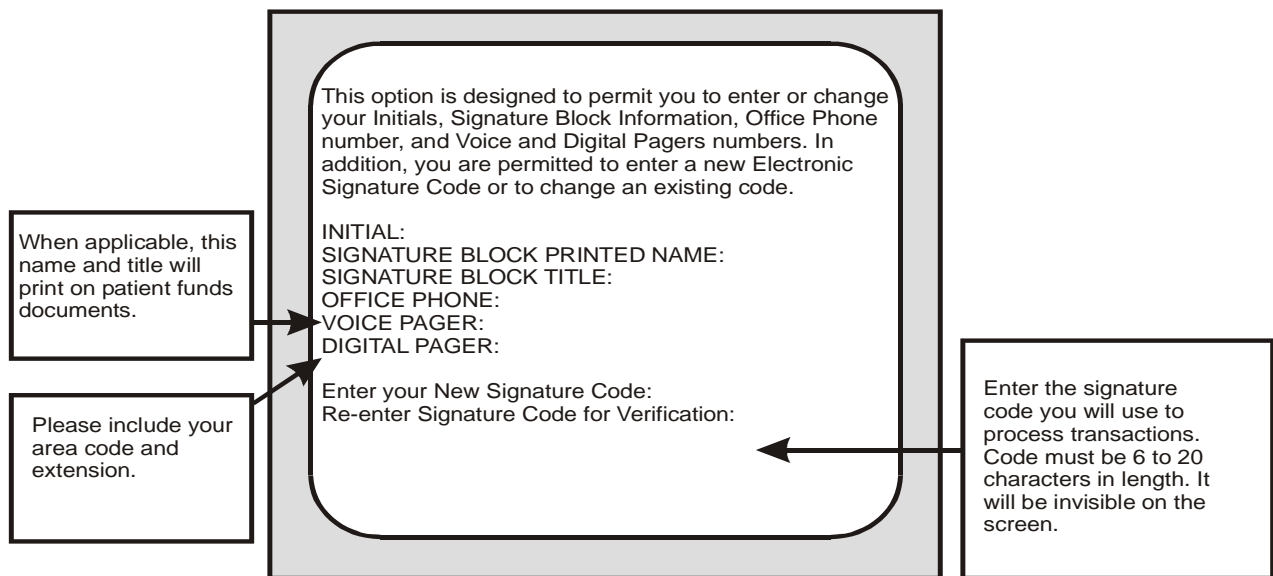 This option is designed to permit you to enter or change
your Initials, Signature Block Information, Office Phone
number, and Voice and Digital Pagers numbers. In
addition, you are permitted to enter a new Electronic
Signature Code or to change an existing code.
INITIAL:
SIGNATURE BLOCK PRINTED NAME:
SIGNATURE BLOCK TITLE:
OFFICE PHONE:
VOICE PAGER:
DIGITAL PAGER:
Enter your New Signature Code:
Re-enter Signature Code for Verification:
When applicable, this
name and title will
print on patient funds
documents.
Please include your
area code and
extension.
Enter the signature
code you will use to
process transactions.
Code must be 6 to 20
characters in length. It
will be invisible on the
screen.